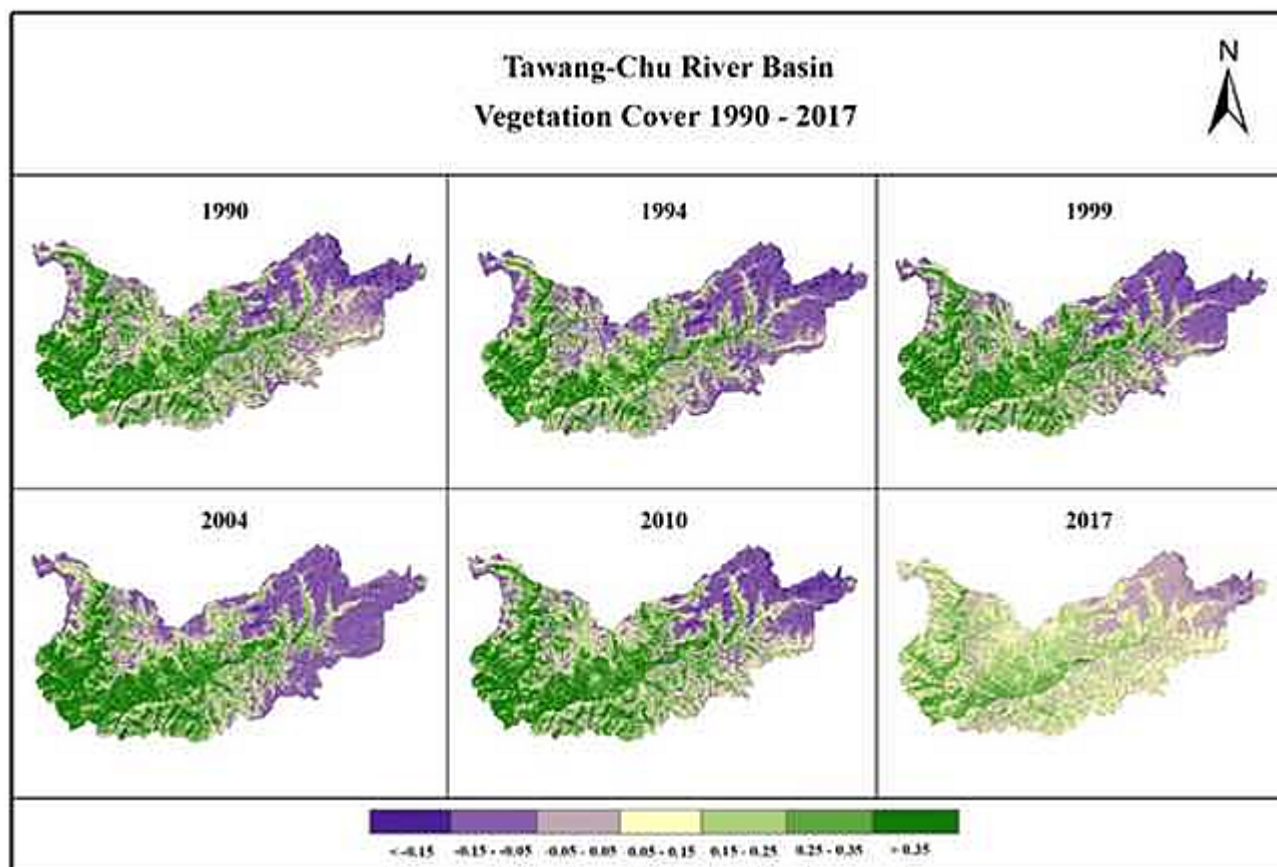 Tawang-Chu River Basin
Vegetation Cover 1990 - 2017
N
1990
1994
1999
2004
2010
2017
< -0.15 -0.15 - -0.05 -0.05 - 0.05 0.05 - 0.15 0.15 - 0.25 0.25 - 0.35 > 0.35